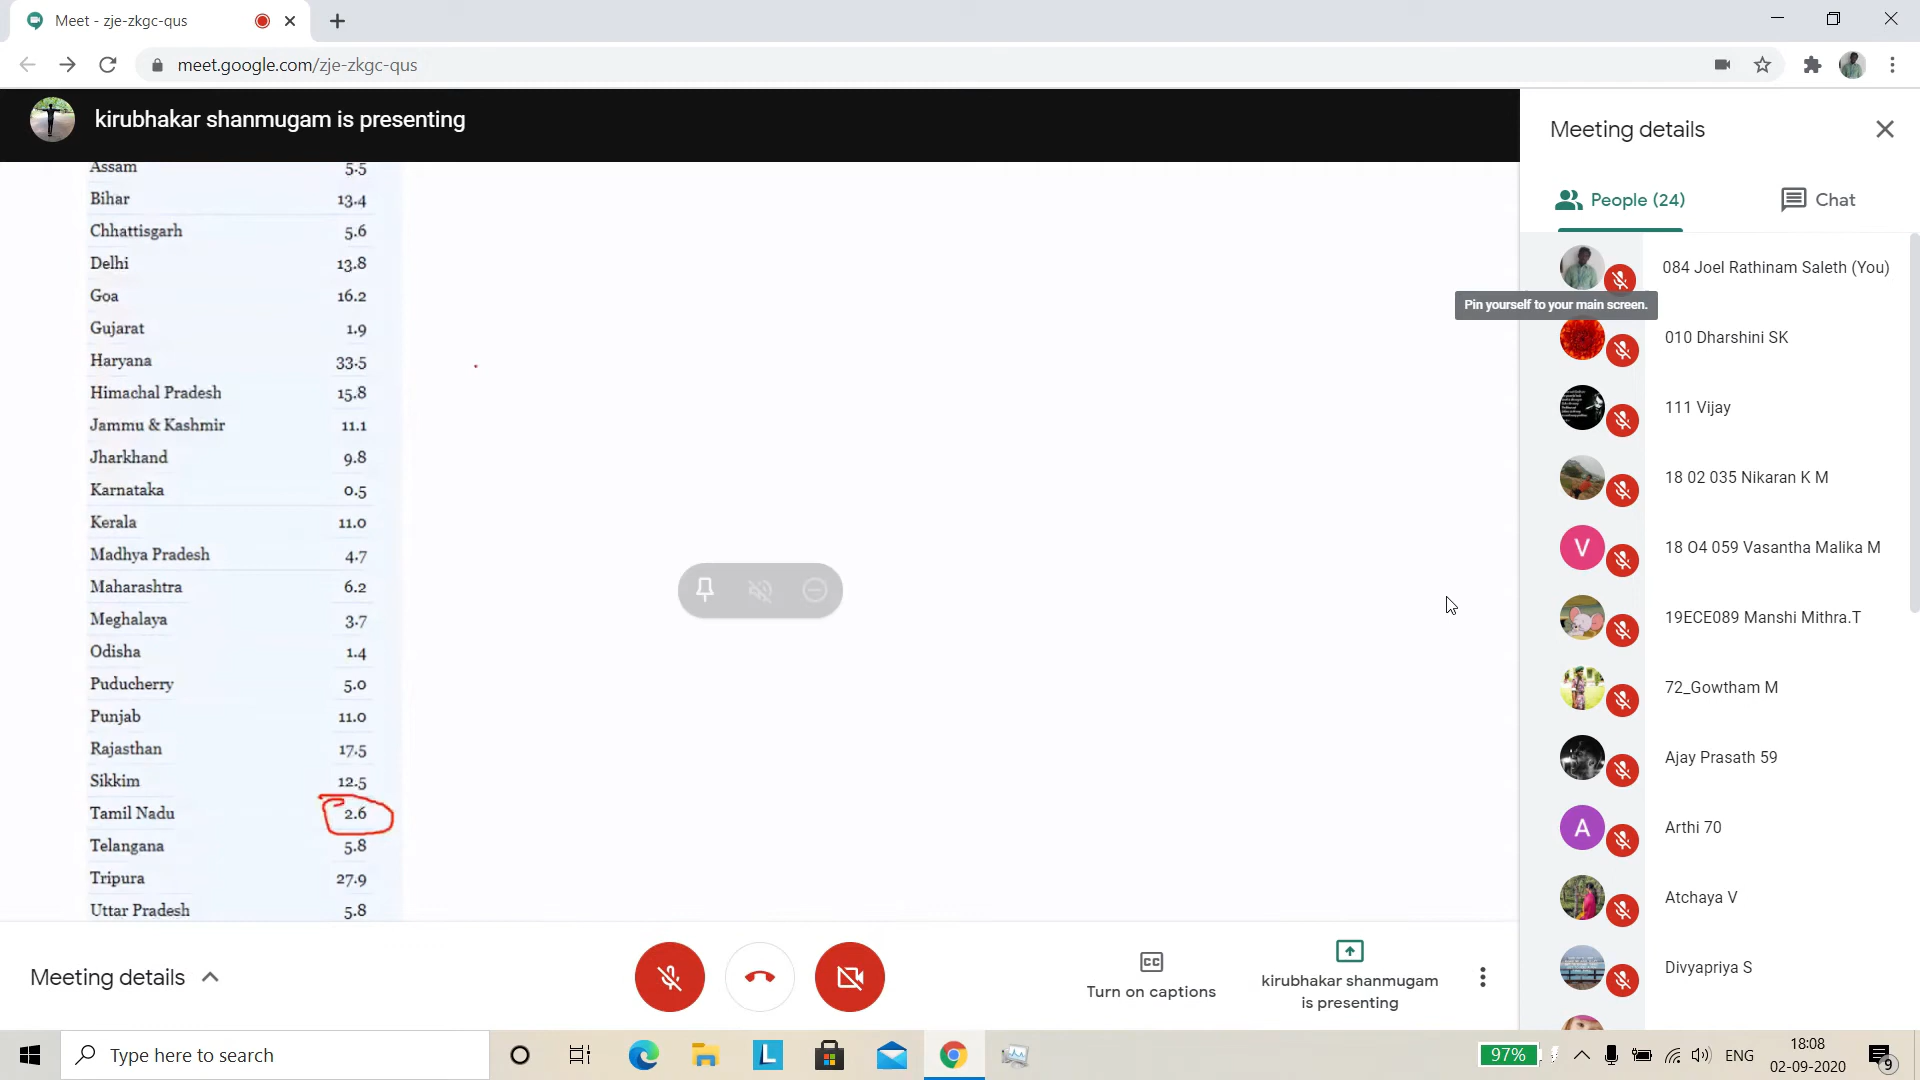 Meet - zje-zkgc-qus
meet.google.com/zje-zkgc-qus
kirubhakar shanmugam is presenting
Assam 5.5
Bihar 13.4
Chhattisgarh 5.6
Delhi 13.8
Goa 16.2
Gujarat 1.9
Haryana 33.5
Himachal Pradesh 15.8
Jammu & Kashmir 11.1
Jharkhand 9.8
Karnataka 0.5
Kerala 11.0
Madhya Pradesh 4.7
Maharashtra 6.2
Meghalaya 3.7
Odisha 1.4
Puducherry 5.0
Punjab 11.0
Rajasthan 17.5
Sikkim 12.5
Tamil Nadu 2.6
Telangana 5.8
Tripura 27.9
Uttar Pradesh 5.8
Meeting details
People (24) Chat
084 Joel Rathinam Saleth (You)
Pin yourself to your main screen.
010 Dharshini SK
111 Vijay
18 02 035 Nikaran K M
V 18 O4 059 Vasantha Malika M
19ECE089 Manshi Mithra.T
72_Gowtham M
Ajay Prasath 59
A Arthi 70
Atchaya V
Divyapriya S
Meeting details
CC
Turn on captions
kirubhakar shanmugam
is presenting
Type here to search
L
97%
ENG
18:08
02-09-2020
9